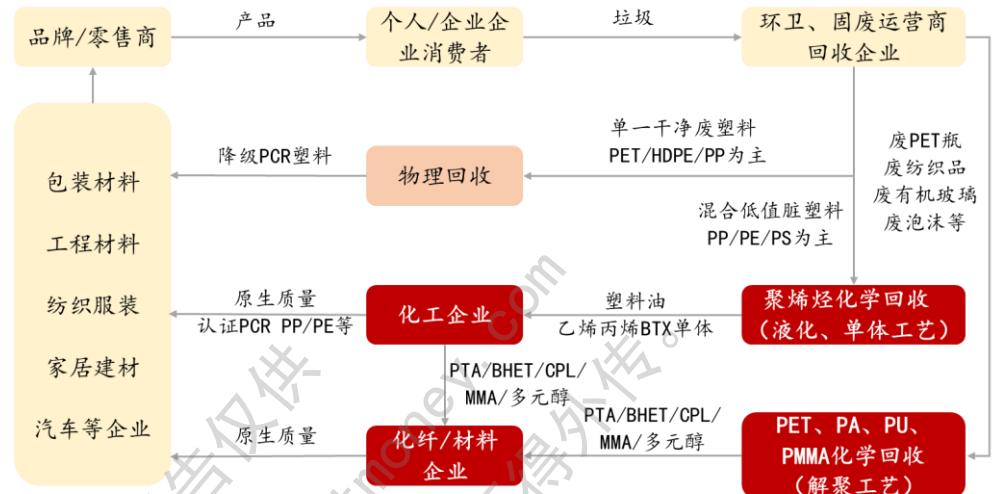 品牌/零售商
产品
个人/企业企
业消费者
垃圾
环卫、固废运营商
回收企业
单一干净废塑料
PET/HDPE/PP为主
废PET瓶
废纺织品
废有机玻璃
废泡沫等
降级PCR塑料
物理回收
包装材料
工程材料
纺织服装
家居建材
汽车等企业
混合低值脏塑料
PP/PE/PS为主
原生质量
认证PCR PP/PE等
化工企业
塑料油
乙烯丙烯BTX单体
聚烯烃化学回收
（液化、单体工艺）
PTA/BHET/CPL/
MMA/多元醇
原生质量
化纤/材料
企业
PTA/BHET/CPL/
MMA/多元醇
PET、PA、PU、
PMMA化学回收
（解聚工艺）
告仅供
money.com
得外传。